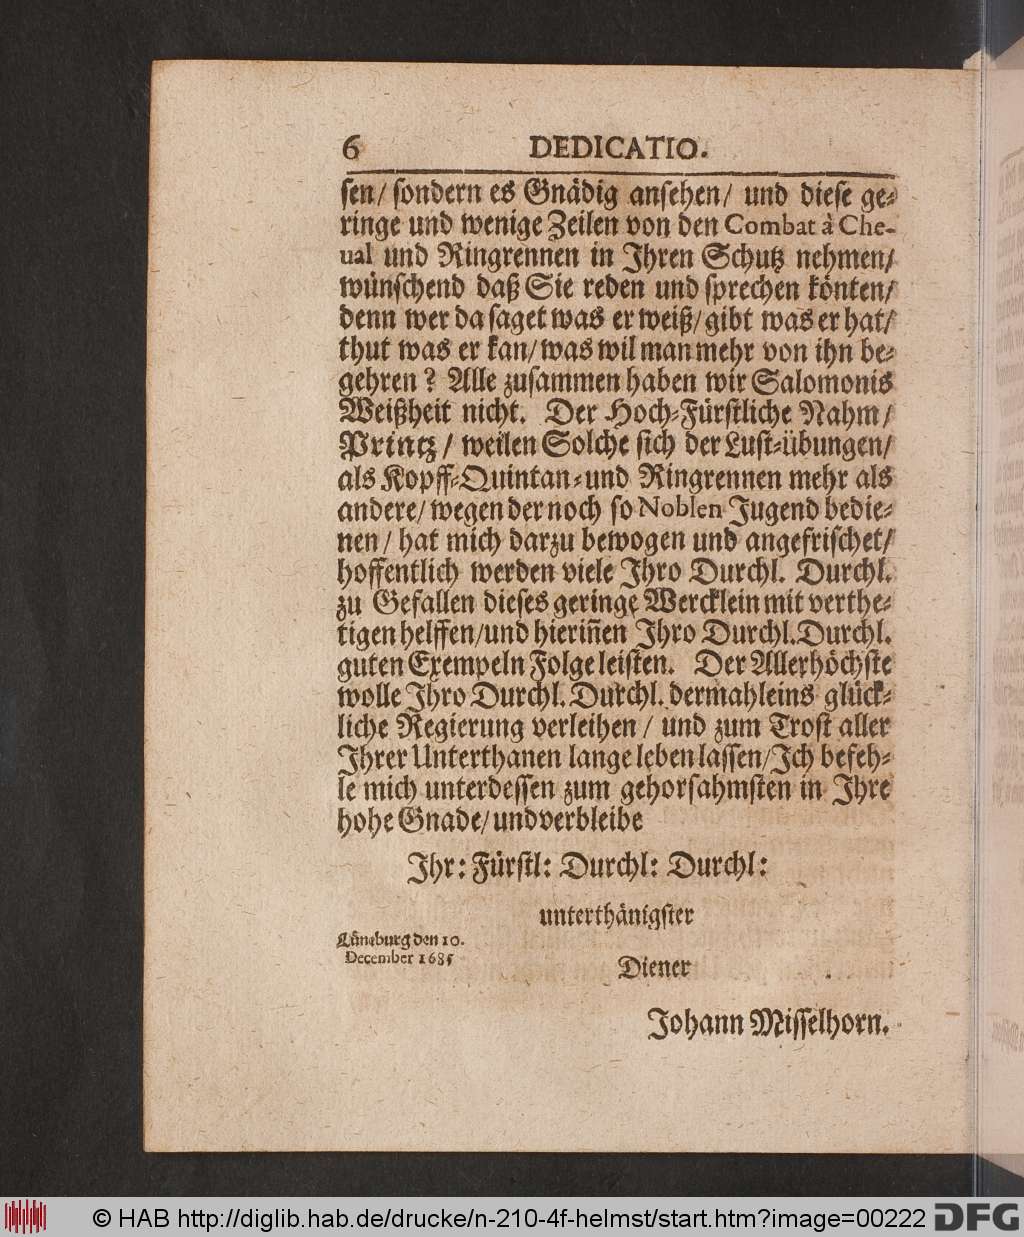 6 DEDICATIO.
sen/ sondern es Gnädig ansehen/ und diese ge-
ringe und wenige Zeilen von den Combat à Che-
ual und Ringrennen in Ihren Schutz nehmen/
wünschend daß Sie reden und sprechen könten/
denn wer da saget was er weiß/ gibt was er hat/
thut was er kan/ was wil man mehr von ihn be-
gehren? Alle zusammen haben wir Salomonis
Weißheit nicht. Der Hoch-Fürstliche Nahm/
Printz/ weilen Solche sich der Lust-übungen/
als Kopff-Quintan-und Ringrennen mehr als
andere/ wegen der noch so Noblen Jugend bedie-
nen/ hat mich darzu bewogen und angefrischet/
hoffentlich werden viele Ihro Durchl. Durchl.
zu Gefallen dieses geringe Wercklein mit verthe-
tigen helffen/und hierin̄en Ihro Durchl. Durchl.
guten Exempeln Folge leisten. Der Allerhöchste
wolle Ihro Durchl. Durchl. dermahleins glück-
liche Regierung verleihen/ und zum Trost aller
Ihrer Unterthanen lange leben lassen/Ich befeh-
le mich unterdessen zum gehorsahmsten in Ihre
hohe Gnade/ und verbleibe
Ihr: Fürstl: Durchl: Durchl:
unterthänigster
Lüneburg den 10.
December 1685
Diener
Johann Misselhorn.
© HAB http://diglib.hab.de/drucke/n-210-4f-helmst/start.htm?image=00222 DFG